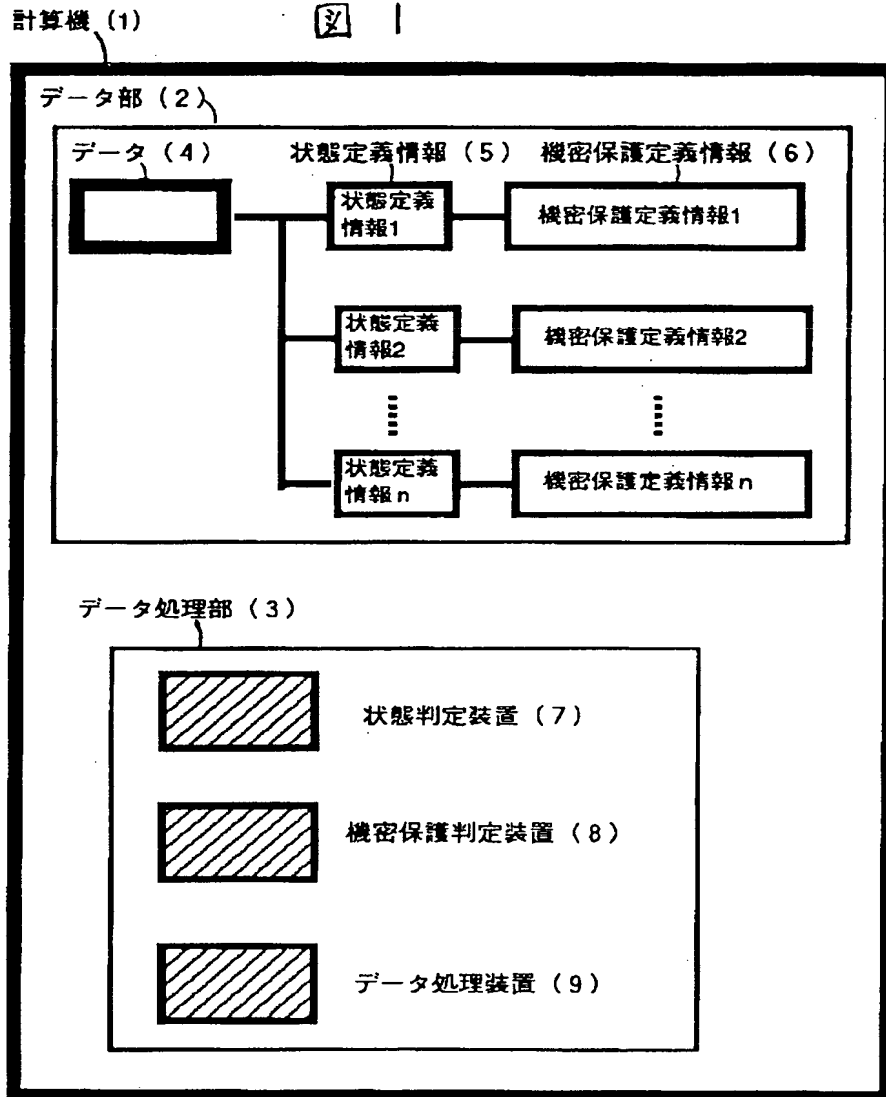 計算機（1）
図 1
データ部（2）
データ（4）
状態定義情報（5）
機密保護定義情報（6）
状態定義
情報1
機密保護定義情報1
状態定義
情報2
機密保護定義情報2
状態定義
情報n
機密保護定義情報n
データ処理部（3）
状態判定装置（7）
機密保護判定装置（8）
データ処理装置（9）